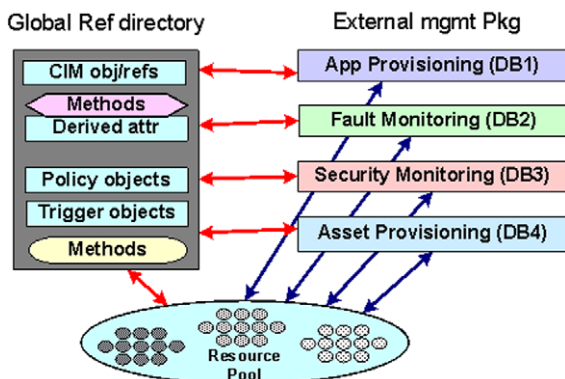 Global Ref directory
External mgmt Pkg
CIM obj/refs
App Provisioning (DB1)
Methods
Derived attr
Fault Monitoring (DB2)
Policy objects
Security Monitoring (DB3)
Trigger objects
Asset Provisioning (DB4)
Methods
Resource
Pool